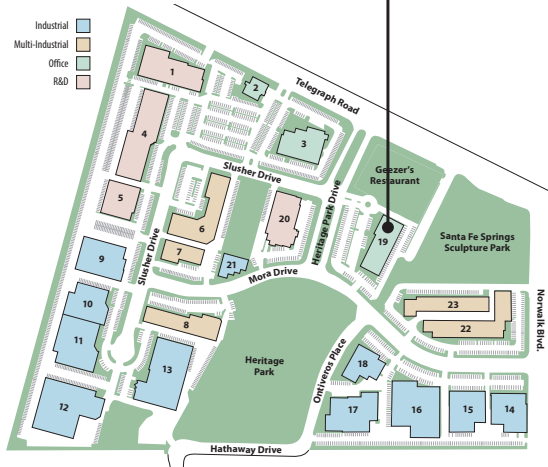 Industrial
Multi-Industrial
Office
R&D
1
2
Telegraph Road
3
4
Slusher Drive
Geezer's
Restaurant
5
6
20
Heritage Park Drive
19
Santa Fe Springs
Sculpture Park
7
21
9
Slusher Drive
Mora Drive
10
8
23
22
Norwalk Blvd.
11
13
Heritage
Park
Ontiveros Place
18
12
17
16
15
14
Hathaway Drive